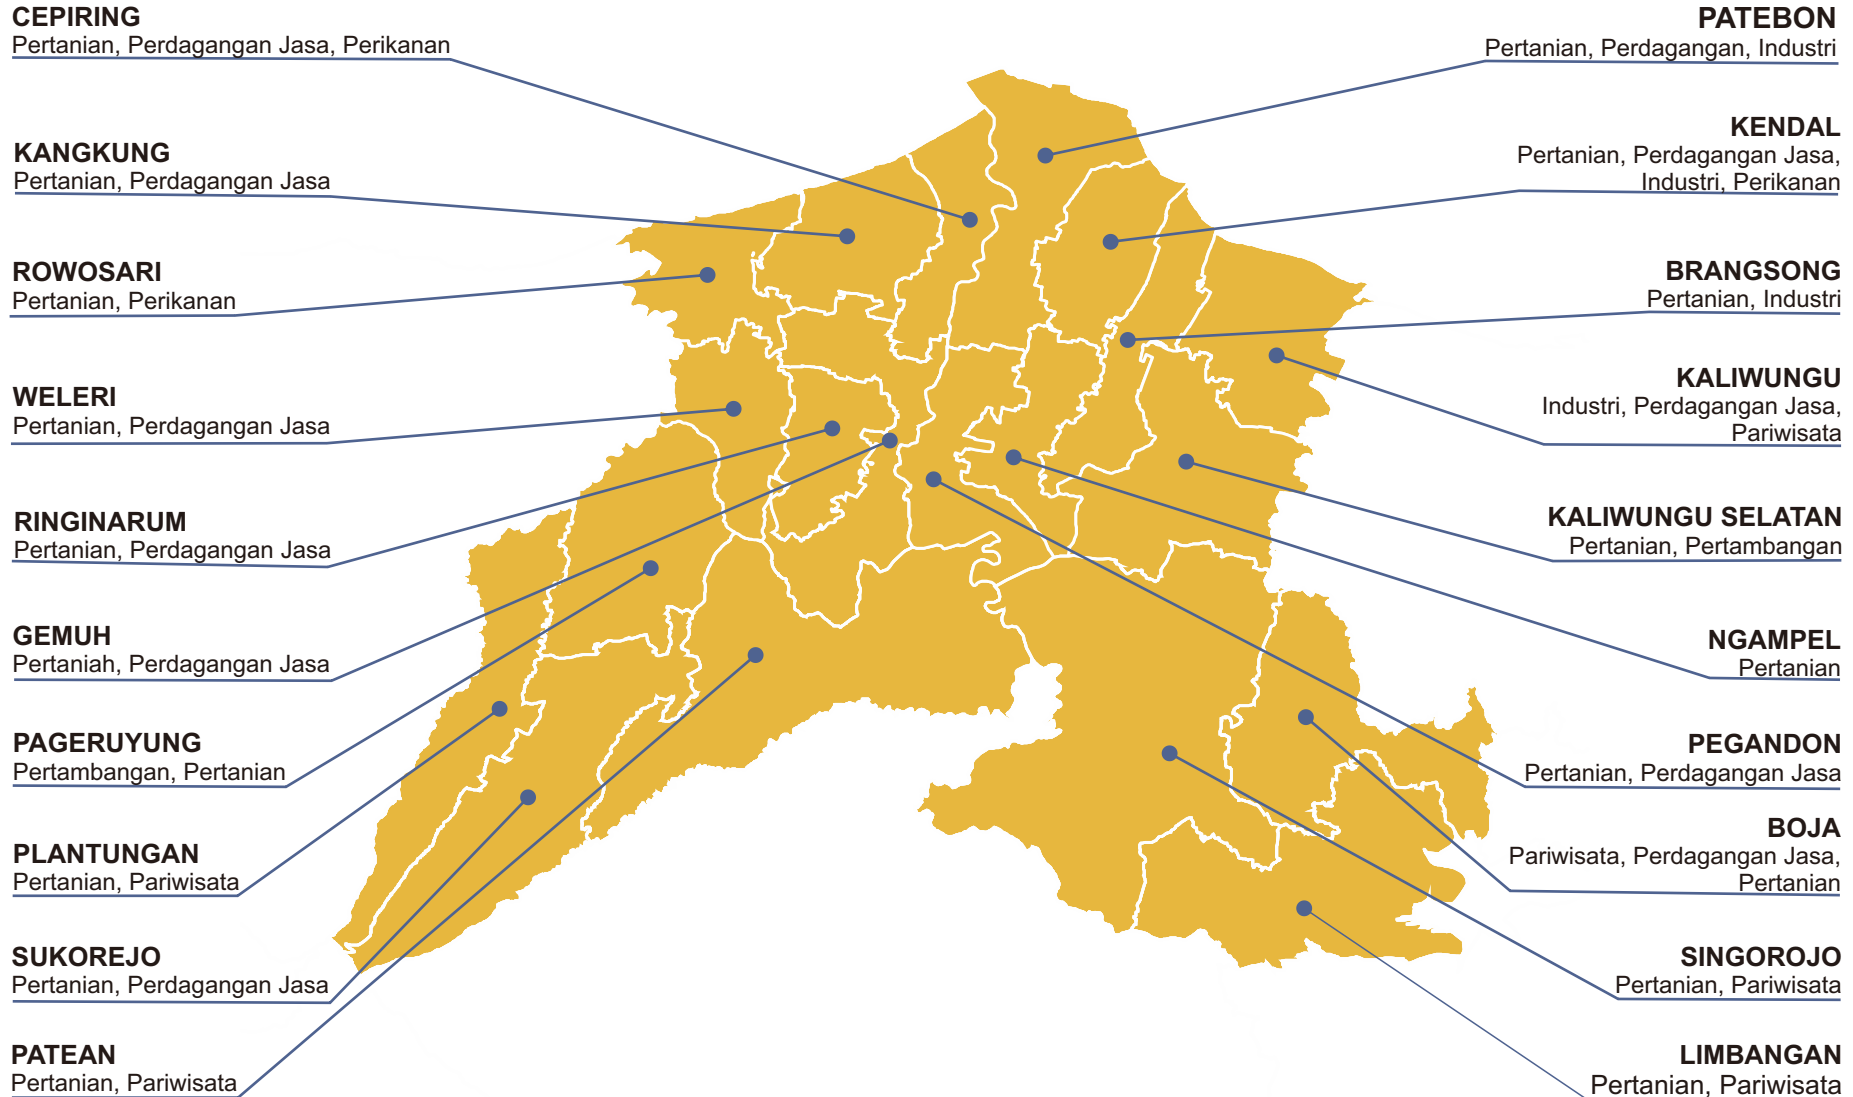 CEPIRING
Pertanian, Perdagangan Jasa, Perikanan
KANGKUNG
Pertanian, Perdagangan Jasa
ROWOSARI
Pertanian, Perikanan
WELERI
Pertanian, Perdagangan Jasa
RINGINARUM
Pertanian, Perdagangan Jasa
GEMUH
Pertaniah, Perdagangan Jasa
PAGERUYUNG
Pertambangan, Pertanian
PLANTUNGAN
Pertanian, Pariwisata
SUKOREJO
Pertanian, Perdagangan Jasa
PATEAN
Pertanian, Pariwisata
PATEBON
Pertanian, Perdagangan, Industri
KENDAL
Pertanian, Perdagangan Jasa,
Industri, Perikanan
BRANGSONG
Pertanian, Industri
KALIWUNGU
Industri, Perdagangan Jasa,
Pariwisata
KALIWUNGU SELATAN
Pertanian, Pertambangan
NGAMPEL
Pertanian
PEGANDON
Pertanian, Perdagangan Jasa
BOJA
Pariwisata, Perdagangan Jasa,
Pertanian
SINGOROJO
Pertanian, Pariwisata
LIMBANGAN
Pertanian, Pariwisata